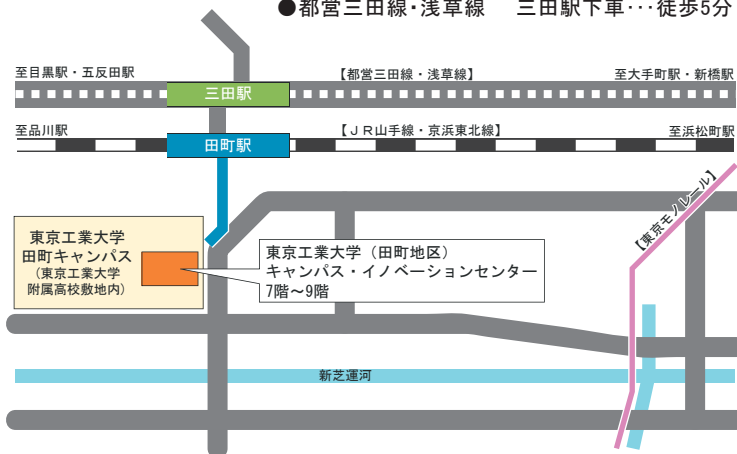 ●都営三田線・浅草線　三田駅下車･･･徒歩5分
至目黒駅・五反田駅
【都営三田線・浅草線】
至大手町駅・新橋駅
三田駅
至品川駅
【ＪＲ山手線・京浜東北線】
至浜松町駅
田町駅
【東京モノレール】
東京工業大学
田町キャンパス
（東京工業大学
附属高校敷地内）
東京工業大学（田町地区）
キャンパス・イノベーションセンター
7階～9階
新芝運河